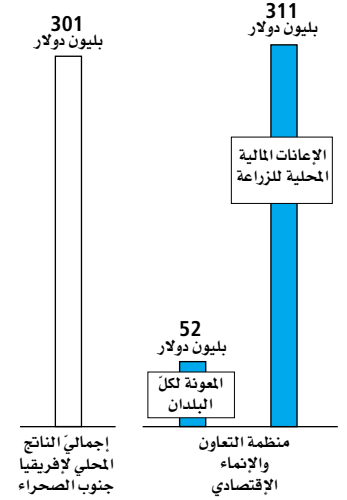 311
بليون دولار
301
بليون دولار
الإعانات المالية
المحلية للزراعة
52
بليون دولار
المعونة لكلّ
البلدان
منظمة التعاون
والإنماء
الإقتصادي
إجماليّ الناتج
المحلي لإفريقيا
جنوب الصحراء